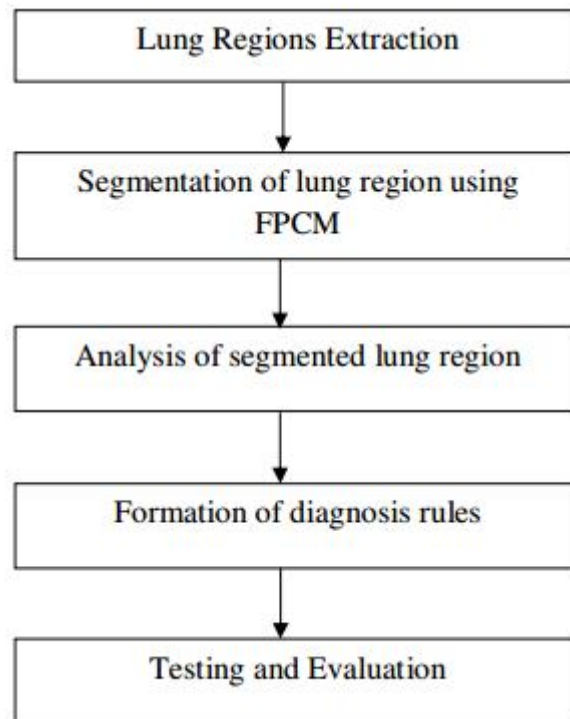 Lung Regions Extraction
Segmentation of lung region using
FPCM
Analysis of segmented lung region
Formation of diagnosis rules
Testing and Evaluation